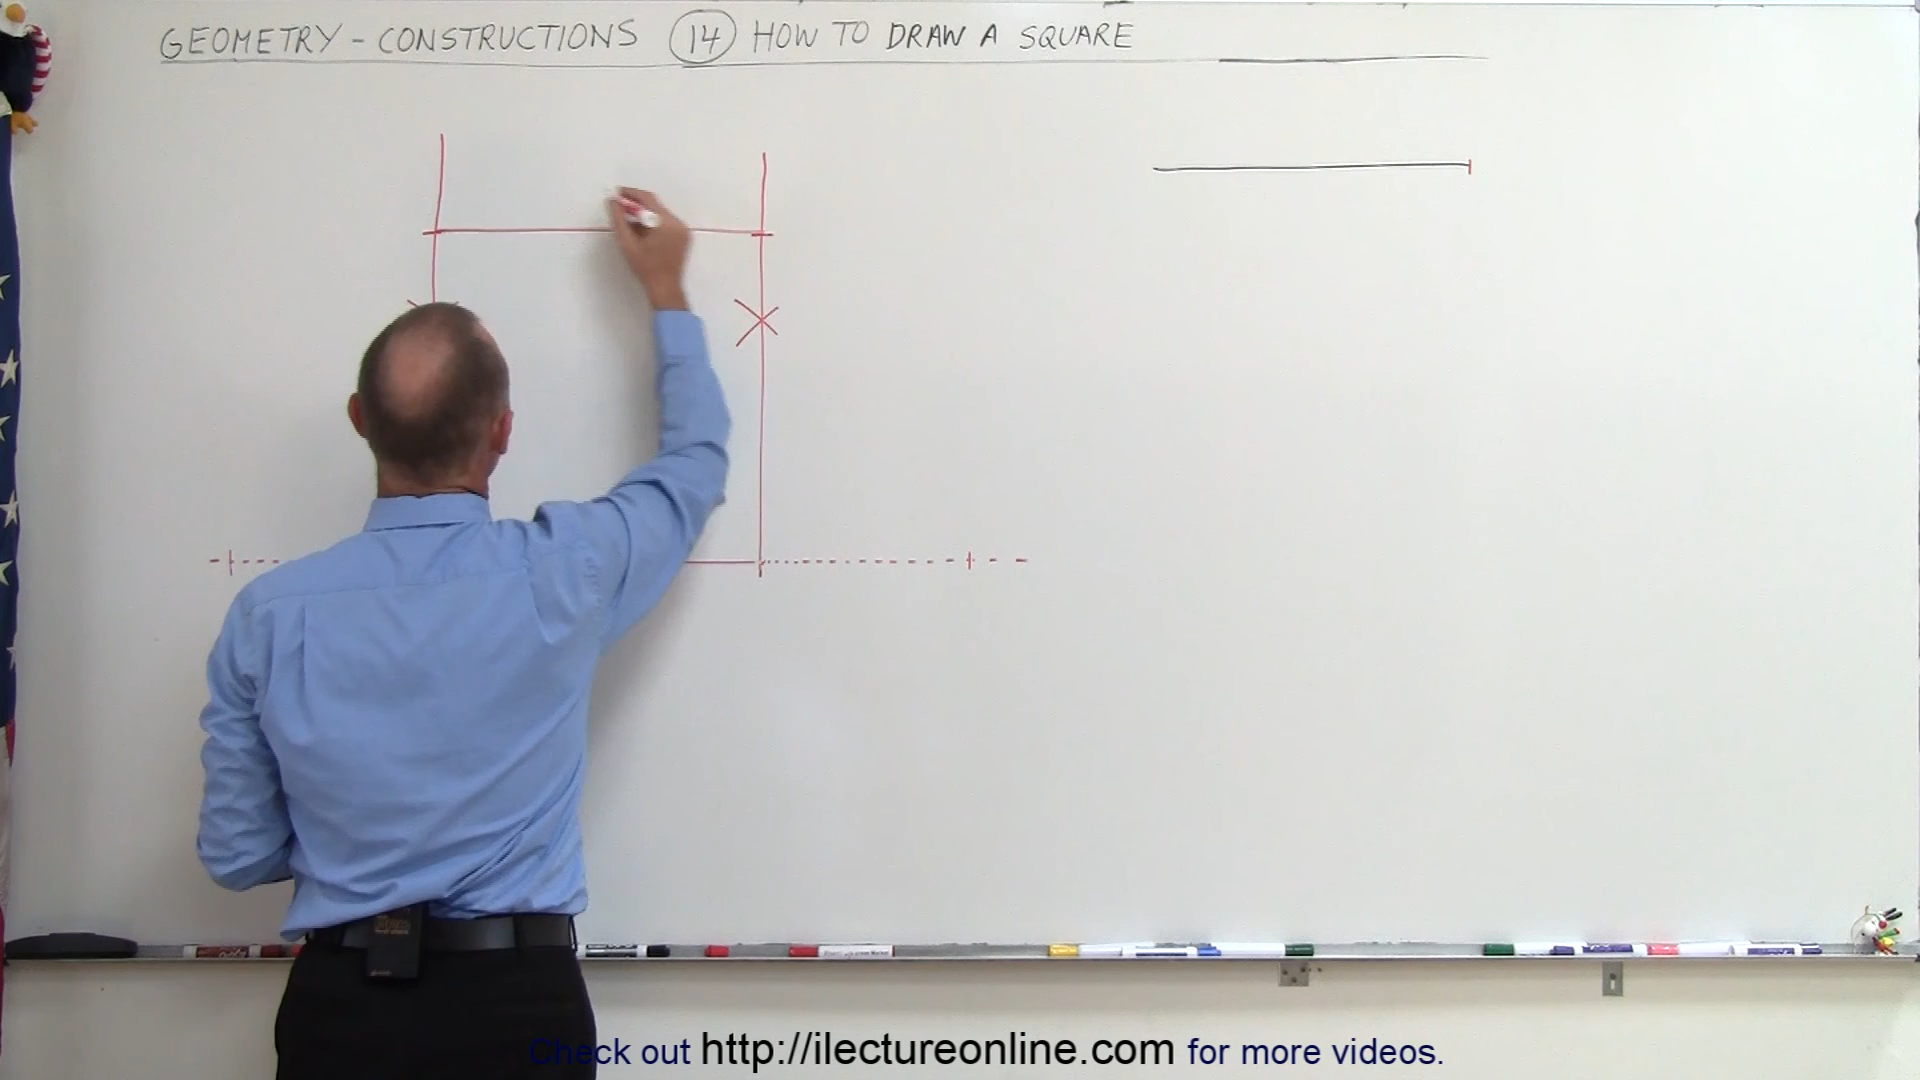 GEOMETRY - CONSTRUCTIONS 14 HOW TO DRAW A SQUARE
Check out http://ilectureonline.com for more videos.